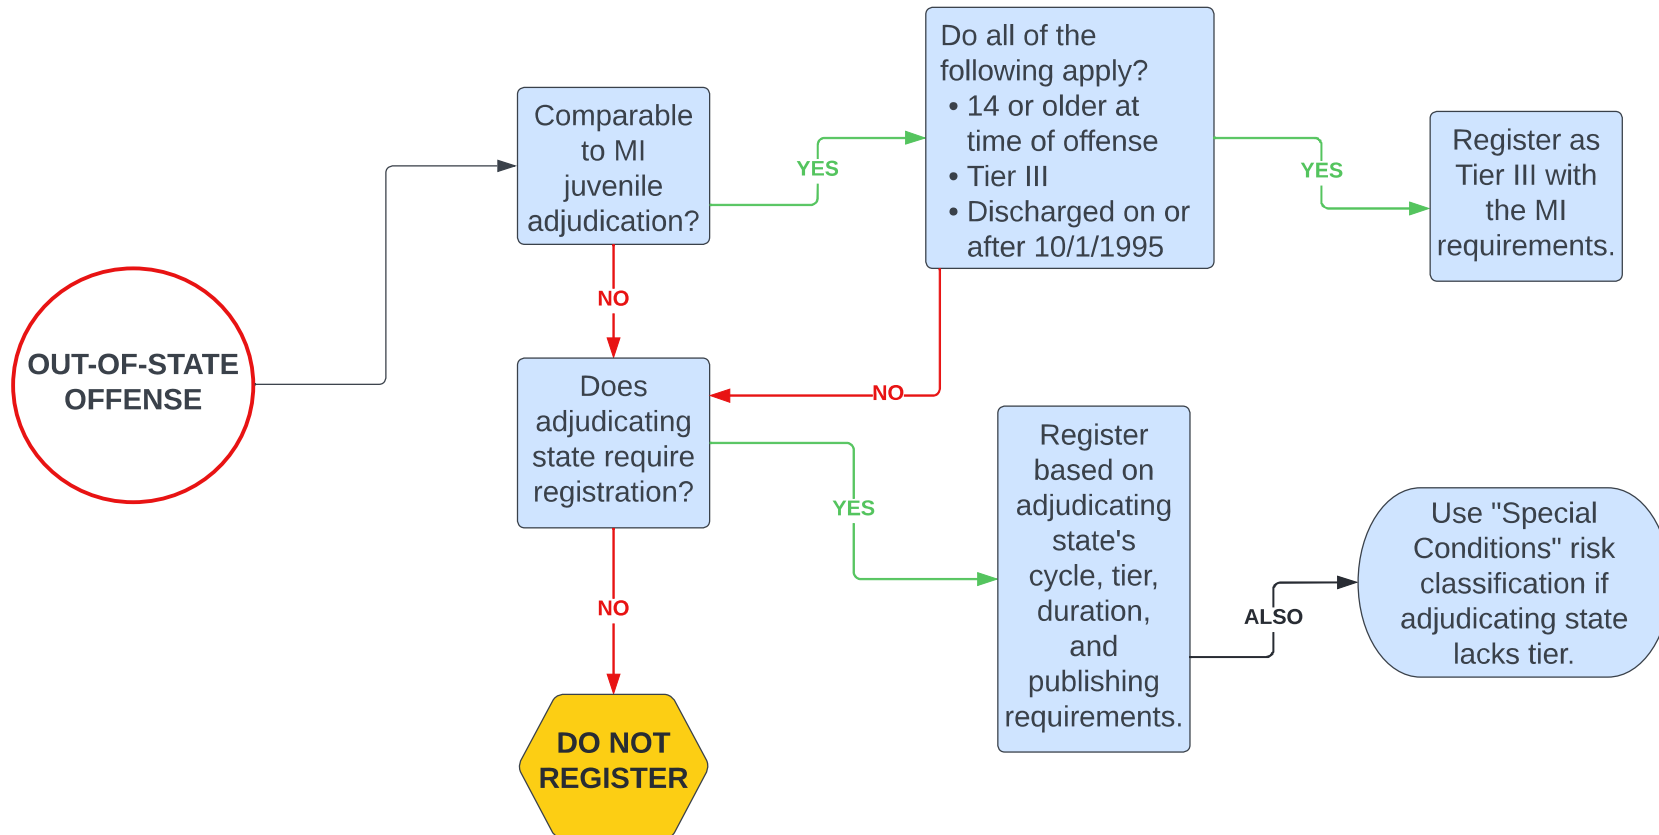 OUT-OF-STATE
OFFENSE
Comparable
to MI
juvenile
adjudication?
YES
Do all of the
following apply?
• 14 or older at
time of offense
• Tier III
• Discharged on or
after 10/1/1995
YES
Register as
Tier III with
the MI
requirements.
NO
NO
Does
adjudicating
state require
registration?
YES
Register
based on
adjudicating
state's
cycle, tier,
duration,
and
publishing
requirements.
ALSO
Use "Special
Conditions" risk
classification if
adjudicating state
lacks tier.
NO
DO NOT
REGISTER